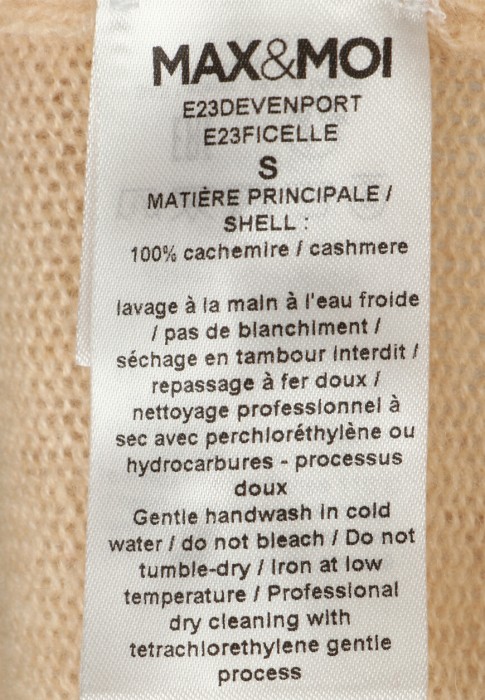 MAX&MOI
E23DEVENPORT
E23FICELLE
S
MATIÈRE PRINCIPALE /
SHELL :
100% cachemire / cashmere
lavage à la main à l'eau froide
/ pas de blanchiment /
séchage en tambour interdit /
repassage à fer doux /
nettoyage professionnel à
sec avec perchloréthylène ou
hydrocarbures - processus
doux
Gentle handwash in cold
water / do not bleach / Do not
tumble-dry / Iron at low
temperature / Professional
dry cleaning with
tetrachlorethylene gentle
process